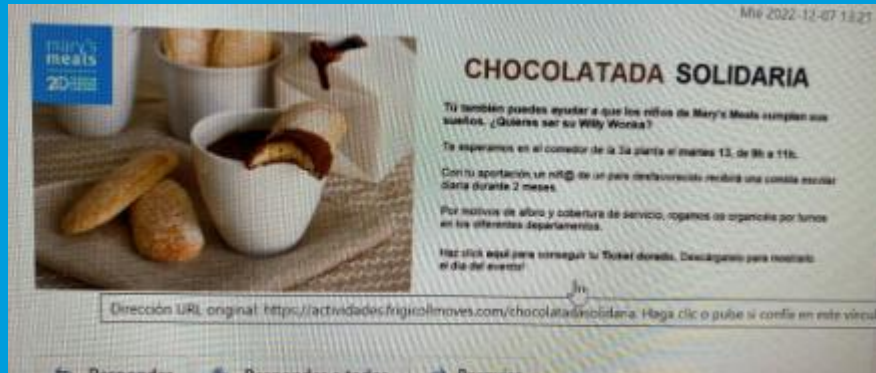 Mié 2022-12-07 13:21
mary's
meals
20
CHOCOLATADA SOLIDARIA
Tú también puedes ayudar a que los niños de Mary's Meals cumplan sus
sueños. ¿Quieres ser su Willy Wonka?
Te esperamos en el comedor de la 3a planta el martes 13, de 9h a 11h.
Con tu aportación un niñ@ de un país desfavorecido recibirá una comida escolar
diaria durante 2 meses.
Por motivos de aforo y cobertura de servicio, rogamos os organicéis por turnos
en los diferentes departamentos.
Haz click aquí para conseguir tu Ticket dorado. Descárgatelo para mostrarlo
el día del evento!
Dirección URL original: https://actividades.frigicollmoves.com/chocolatadasolidaria. Haga clic o pulse si confía en este víncul
Responder